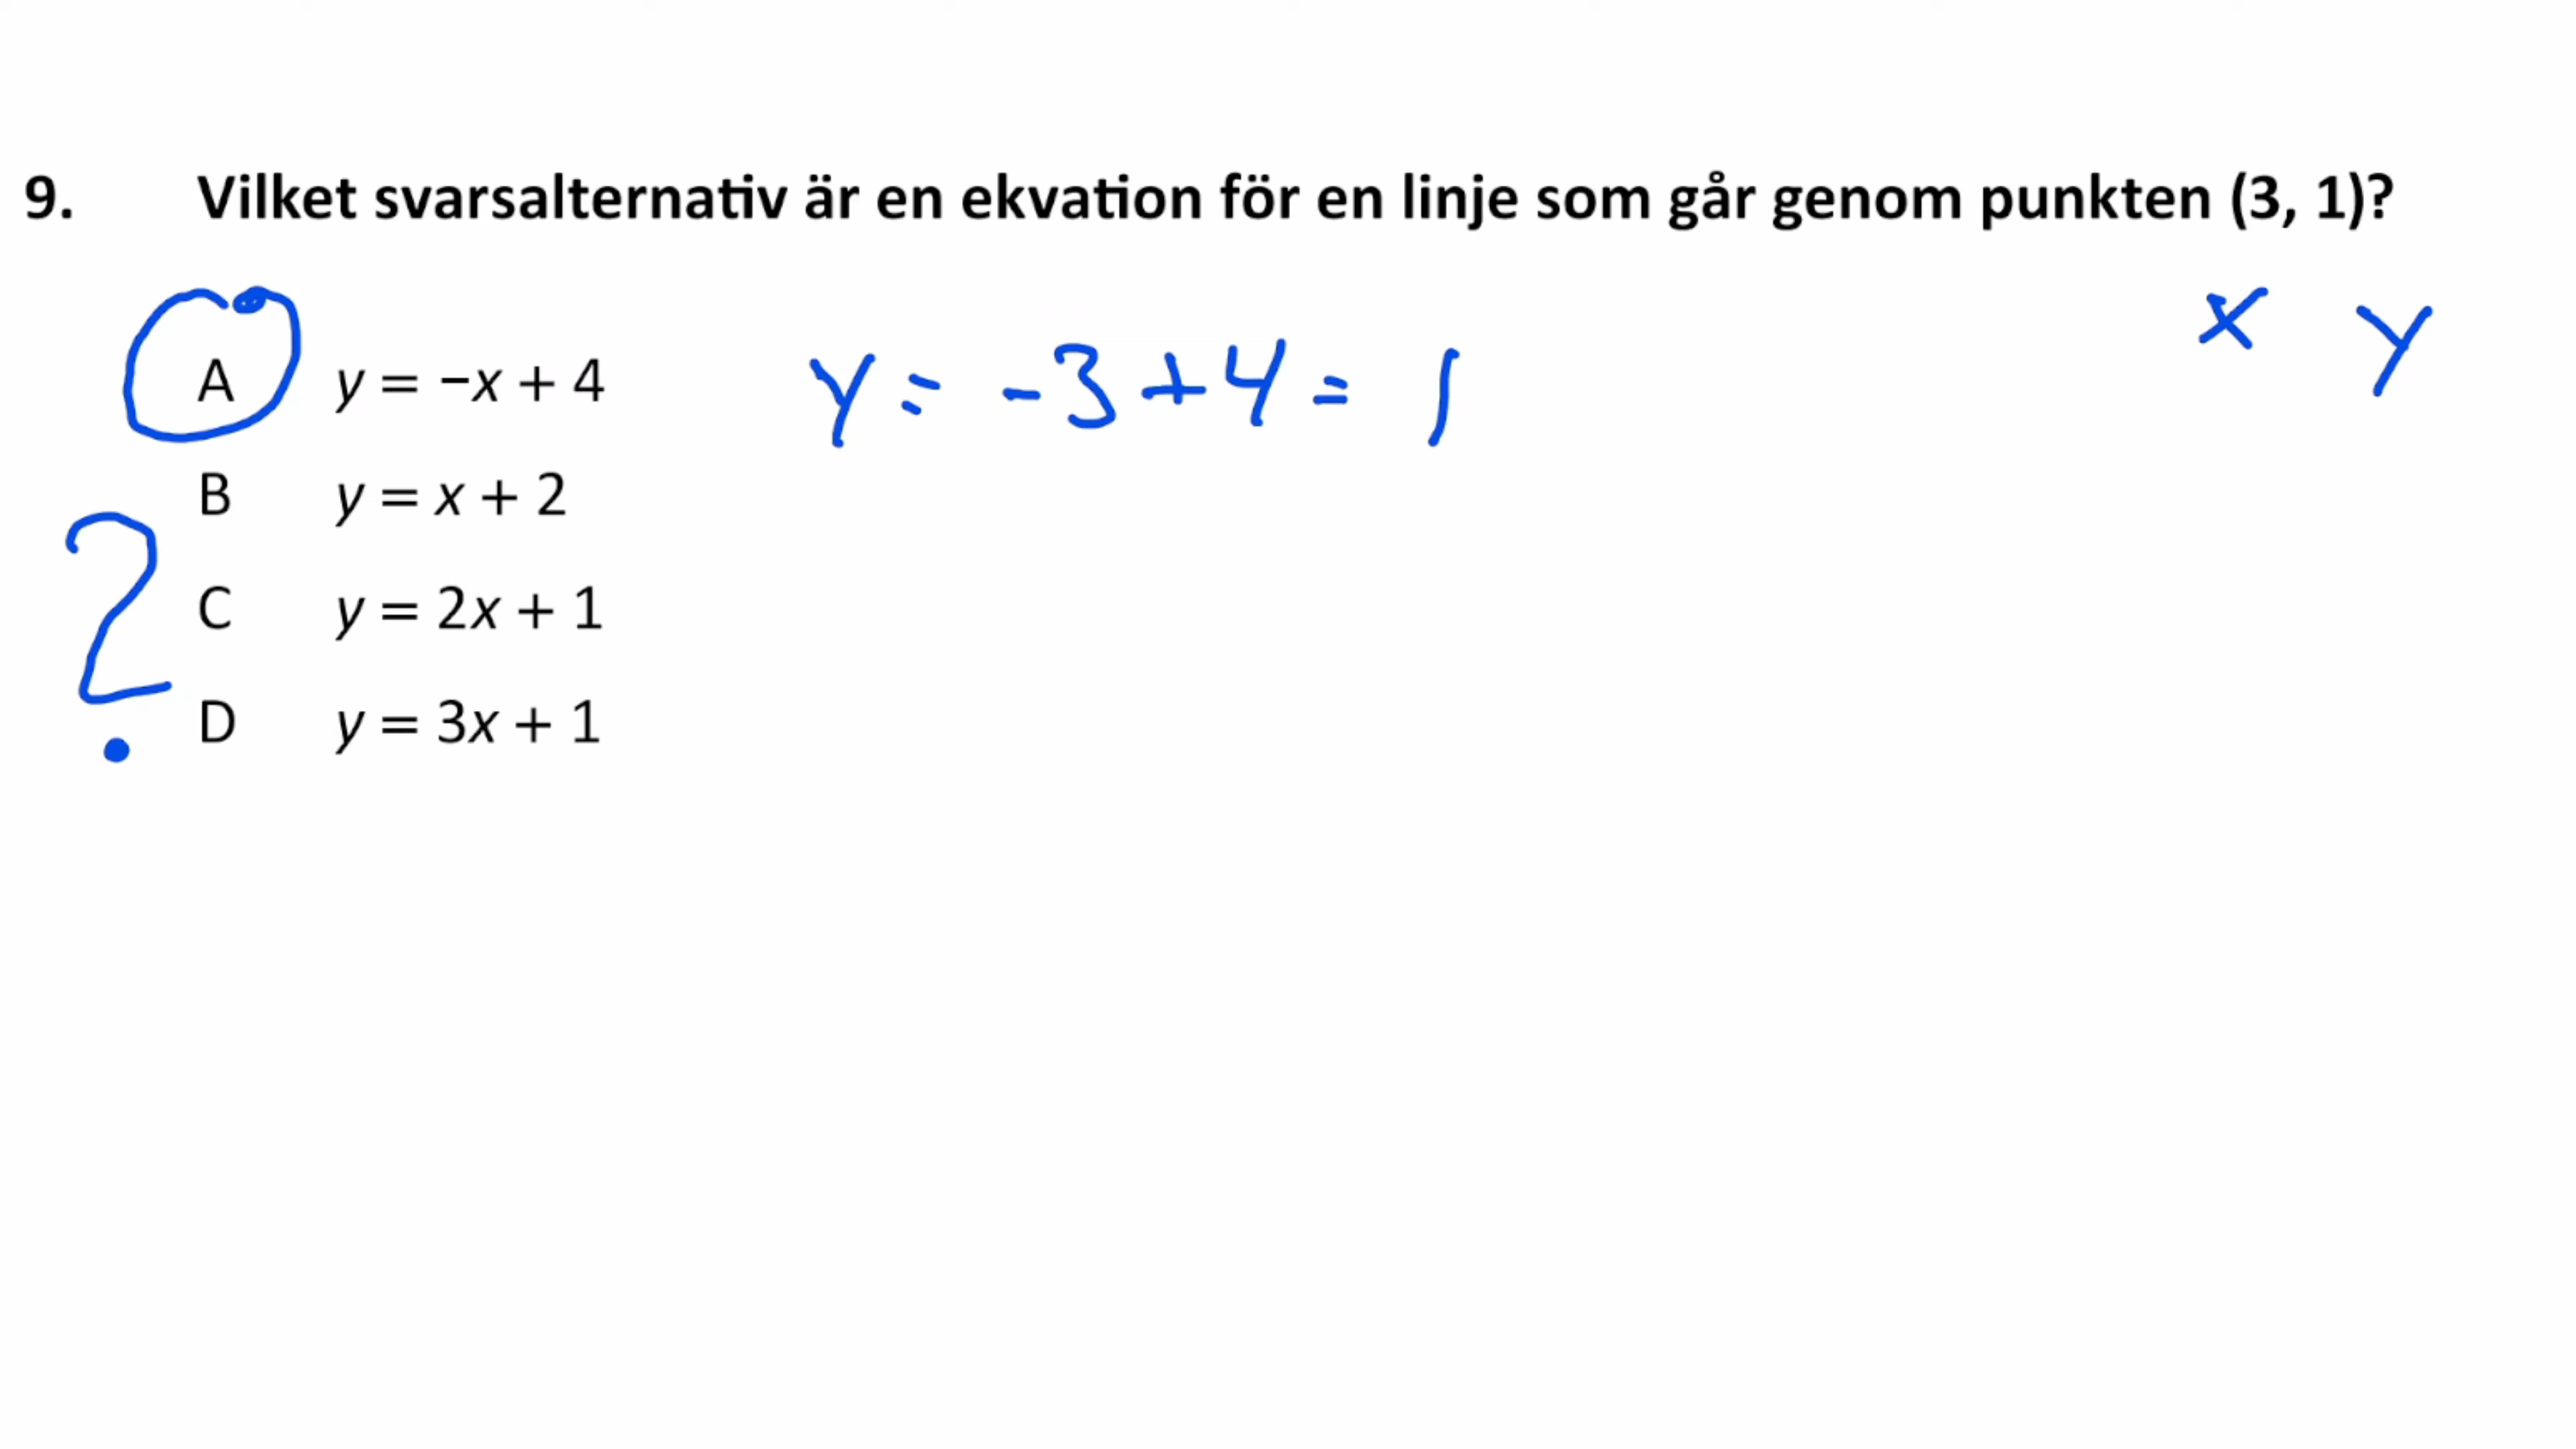 9. Vilket svarsalternativ är en ekvation för en linje som går genom punkten (3, 1)?
x y
A y = −x + 4 y = -3+4 = 1
B y = x + 2
?
C y = 2x + 1
D y = 3x + 1